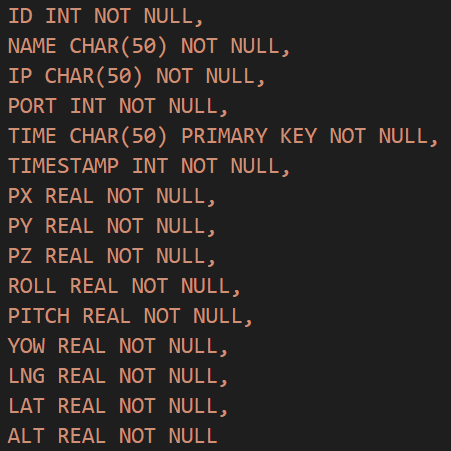 ID INT NOT NULL,
NAME CHAR(50) NOT NULL,
IP CHAR(50) NOT NULL,
PORT INT NOT NULL,
TIME CHAR(50) PRIMARY KEY NOT NULL,
TIMESTAMP INT NOT NULL,
PX REAL NOT NULL,
PY REAL NOT NULL,
PZ REAL NOT NULL,
ROLL REAL NOT NULL,
PITCH REAL NOT NULL,
YOW REAL NOT NULL,
LNG REAL NOT NULL,
LAT REAL NOT NULL,
ALT REAL NOT NULL